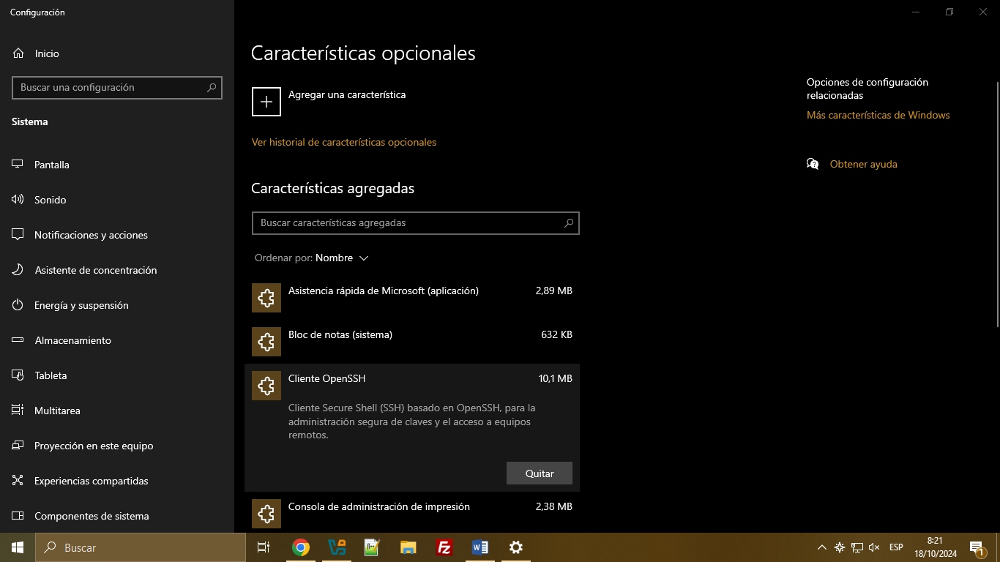 Configuración
Inicio
Buscar una configuración
Sistema
Pantalla
Sonido
Notificaciones y acciones
Asistente de concentración
Energía y suspensión
Almacenamiento
Tableta
Multitarea
Proyección en este equipo
Experiencias compartidas
Componentes de sistema
Características opcionales
Agregar una característica
Ver historial de características opcionales
Características agregadas
Buscar características agregadas
Ordenar por: Nombre
Asistencia rápida de Microsoft (aplicación) 2,89 MB
Bloc de notas (sistema) 632 KB
Cliente OpenSSH 10,1 MB
Cliente Secure Shell (SSH) basado en OpenSSH, para la
administración segura de claves y el acceso a equipos
remotos.
Quitar
Consola de administración de impresión 2,38 MB
Opciones de configuración
relacionadas
Más características de Windows
Obtener ayuda
Buscar
ESP
8:21
18/10/2024
1